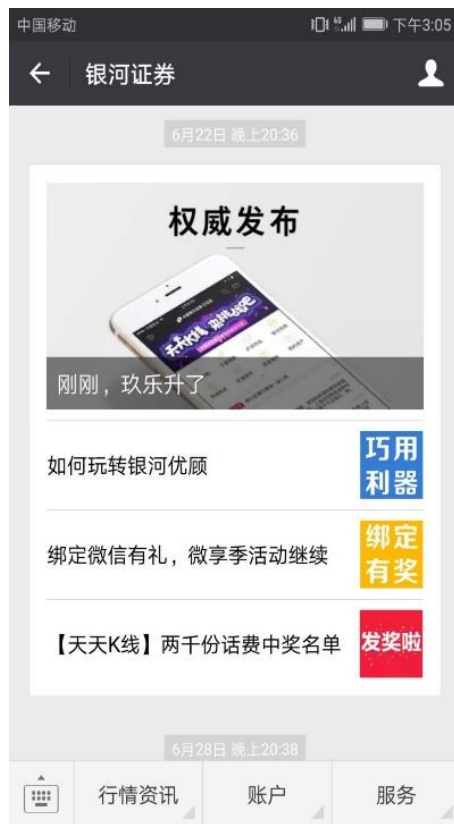 中国移动
下午3:05
银河证券
6月22日 晚上20:36
权威发布
天天K线
刚刚，玖乐升了
如何玩转银河优顾
巧用
利器
绑定微信有礼，微享季活动继续
绑定
有奖
【天天K线】两千份话费中奖名单
发奖啦
6月28日 晚上20:38
行情资讯
账户
服务